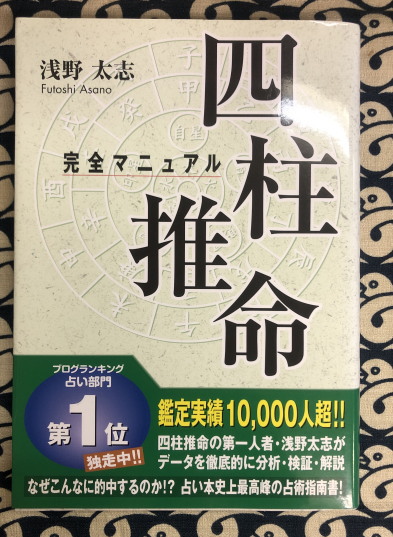 浅野 太志
Futoshi Asano
四柱推命
完全マニュアル
ブログランキング
占い部門
第1位
独走中!!
鑑定実績10,000人超!!
四柱推命の第一人者・浅野太志が
データを徹底的に分析・検証・解説
なぜこんなに的中するのか!? 占い本史上最高峰の占術指南書!